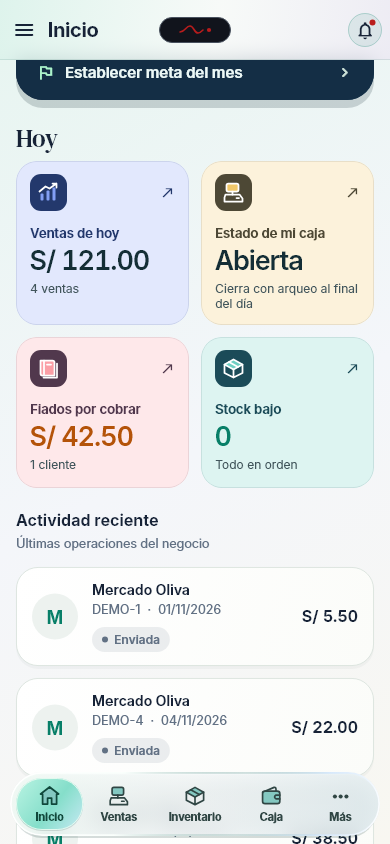 Inicio
Establecer meta del mes
Hoy
Ventas de hoy
S/ 121.00
4 ventas
Estado de mi caja
Abierta
Cierra con arqueo al final
del día
Fiados por cobrar
S/ 42.50
1 cliente
Stock bajo
0
Todo en orden
Actividad reciente
Últimas operaciones del negocio
M
Mercado Oliva
DEMO-1 · 01/11/2026
Enviada
S/ 5.50
M
Mercado Oliva
DEMO-4 · 04/11/2026
Enviada
S/ 22.00
Inicio
Ventas
Inventario
Caja
Más
M
S/ 38.50